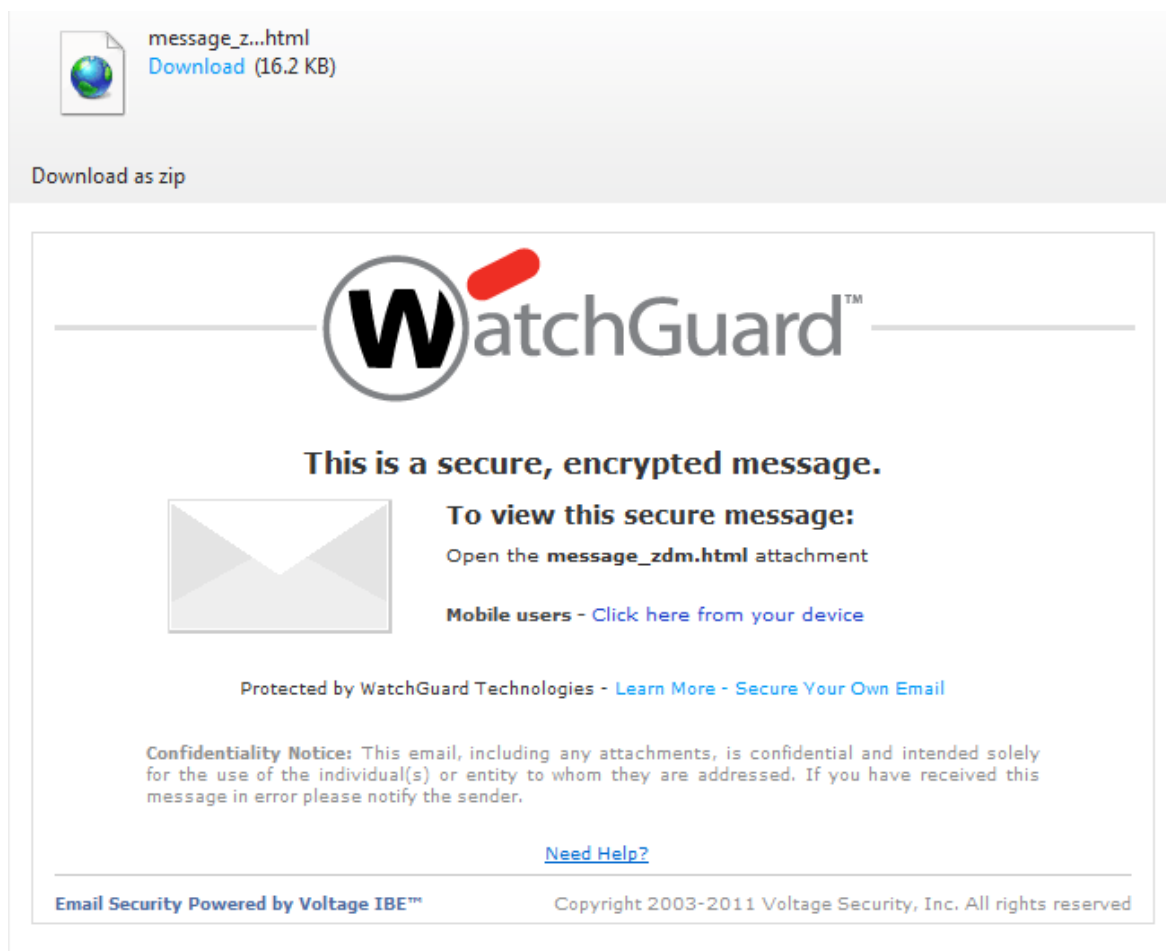 message_z...html
Download (16.2 KB)
Download as zip
WatchGuard™
This is a secure, encrypted message.
To view this secure message:
Open the message_zdm.html attachment
Mobile users - Click here from your device
Protected by WatchGuard Technologies - Learn More - Secure Your Own Email
Confidentiality Notice: This email, including any attachments, is confidential and intended solely
for the use of the individual(s) or entity to whom they are addressed. If you have received this
message in error please notify the sender.
Need Help?
Email Security Powered by Voltage IBE™ Copyright 2003-2011 Voltage Security, Inc. All rights reserved